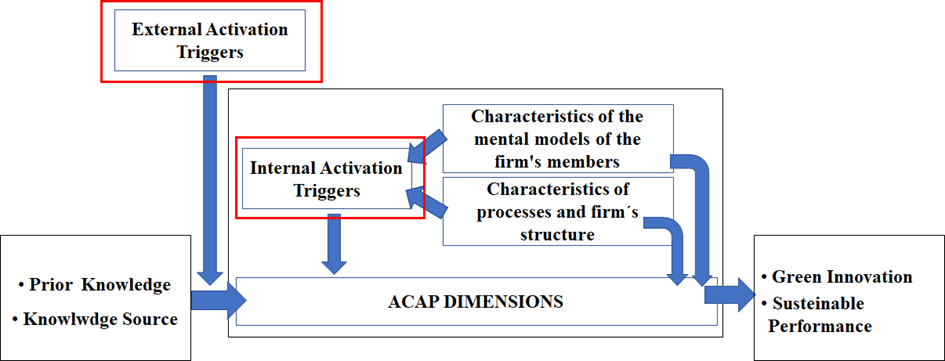 External Activation
Triggers
Characteristics of the
mental models of the
firm's members
Internal Activation
Triggers
Characteristics of
processes and firm´s
structure
• Prior Knowledge
• Knowlwdge Source
ACAP DIMENSIONS
• Green Innovation
• Susteinable
Performance